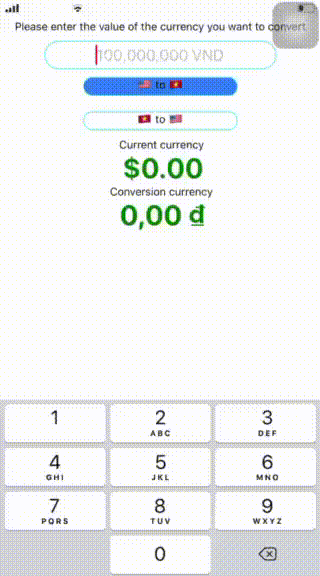 Please enter the value of the currency you want to convert
100,000,000 VND
🇺🇸 to 🇻🇳
🇻🇳 to 🇺🇸
Current currency
$0.00
Conversion currency
0,00 ₫
1
2
ABC
3
DEF
4
GHI
5
JKL
6
MNO
7
PQRS
8
TUV
9
WXYZ
0